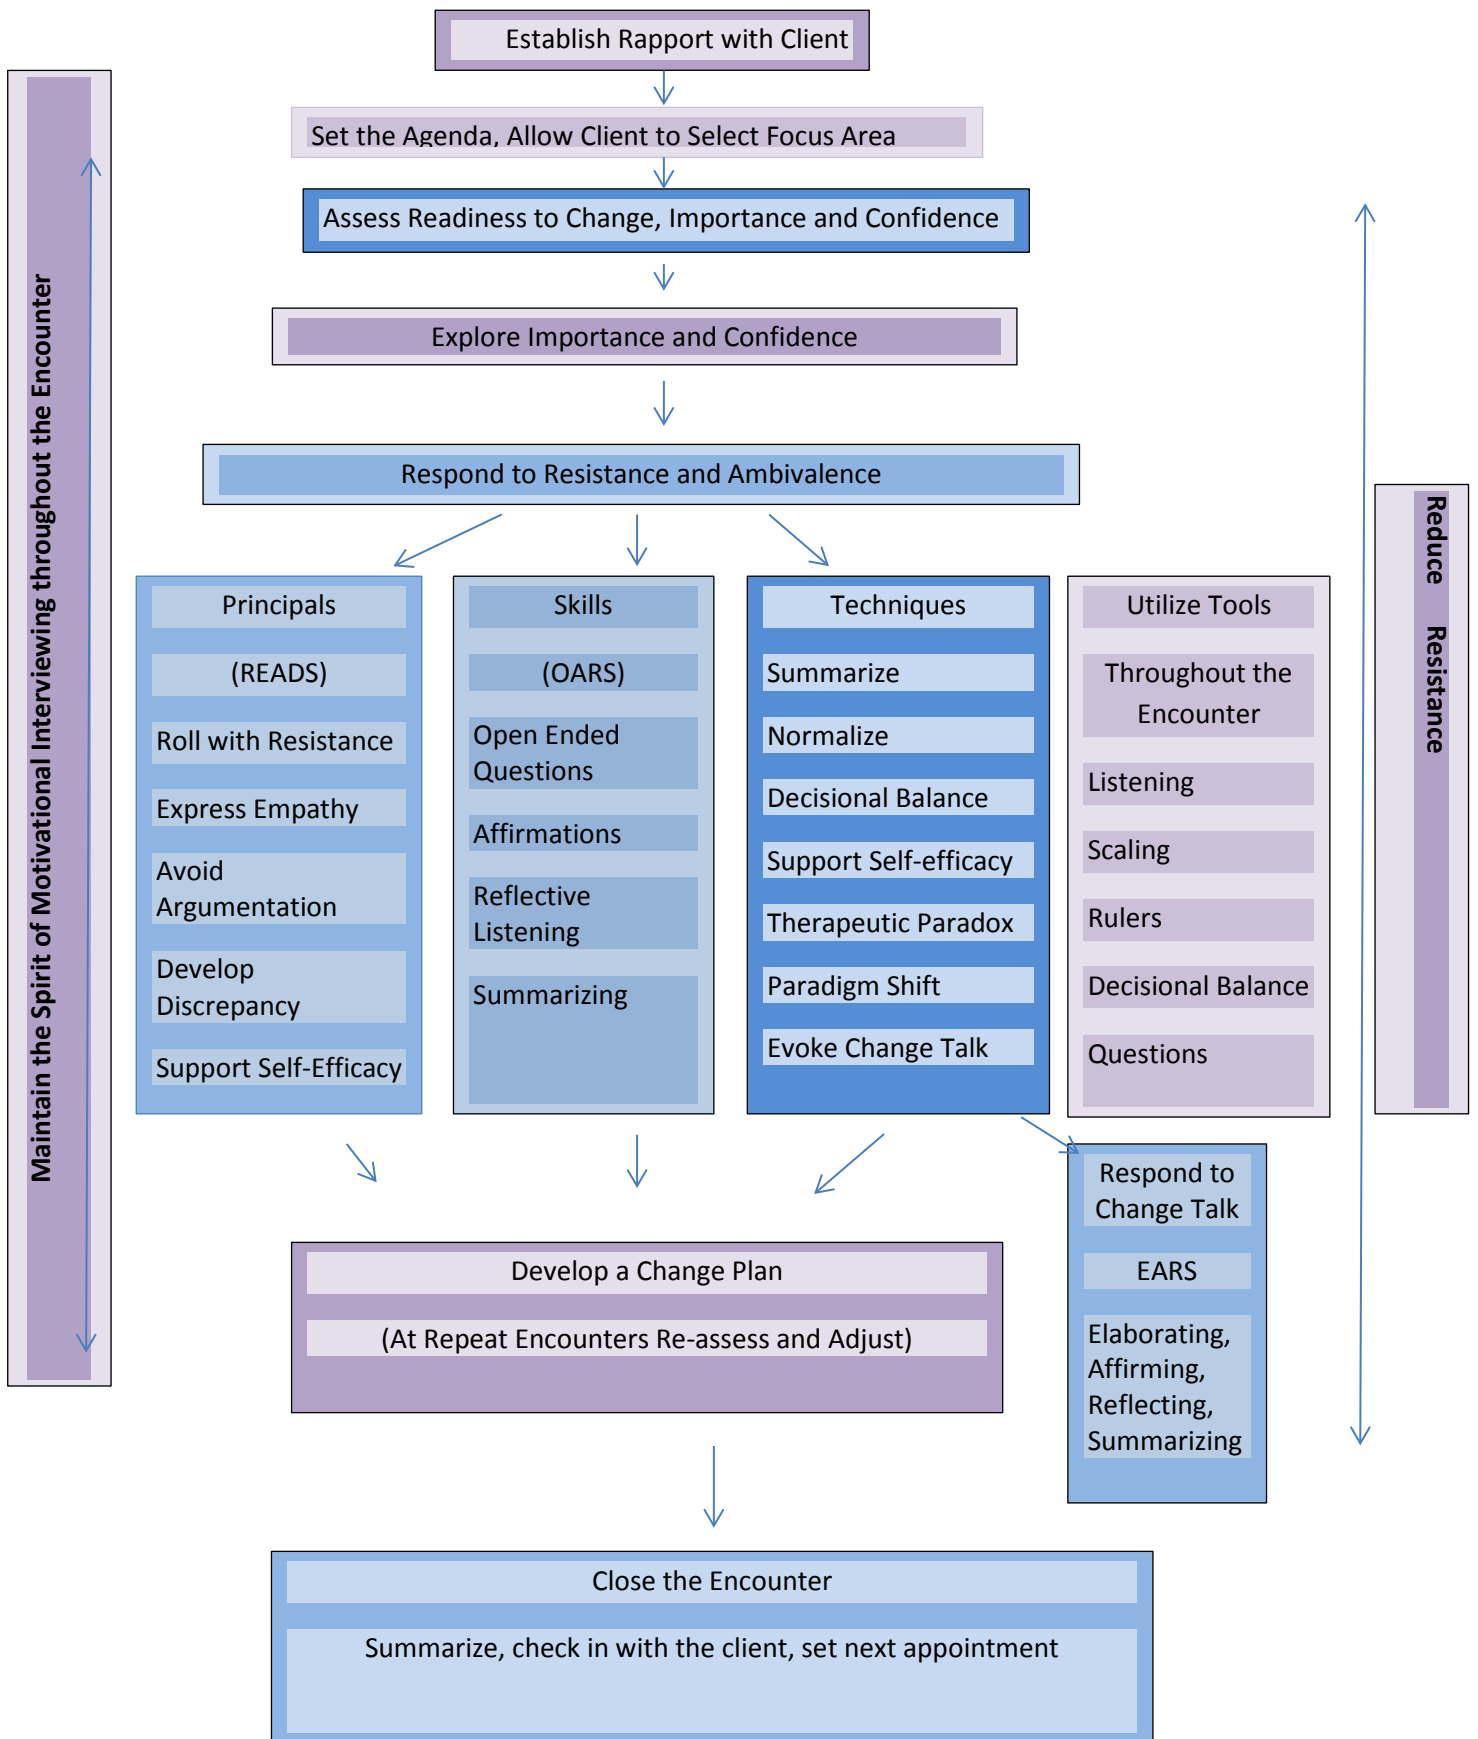 Establish Rapport with Client
Set the Agenda, Allow Client to Select Focus Area
Assess Readiness to Change, Importance and Confidence
Explore Importance and Confidence
Respond to Resistance and Ambivalence
Maintain the Spirit of Motivational Interviewing throughout the Encounter
Principals
(READS)
Roll with Resistance
Express Empathy
Avoid
Argumentation
Develop
Discrepancy
Support Self-Efficacy
Skills
(OARS)
Open Ended
Questions
Affirmations
Reflective
Listening
Summarizing
Techniques
Summarize
Normalize
Decisional Balance
Support Self-efficacy
Therapeutic Paradox
Paradigm Shift
Evoke Change Talk
Utilize Tools
Throughout the
Encounter
Listening
Scaling
Rulers
Decisional Balance
Questions
Reduce Resistance
Respond to
Change Talk
EARS
Elaborating,
Affirming,
Reflecting,
Summarizing
Develop a Change Plan
(At Repeat Encounters Re-assess and Adjust)
Close the Encounter
Summarize, check in with the client, set next appointment